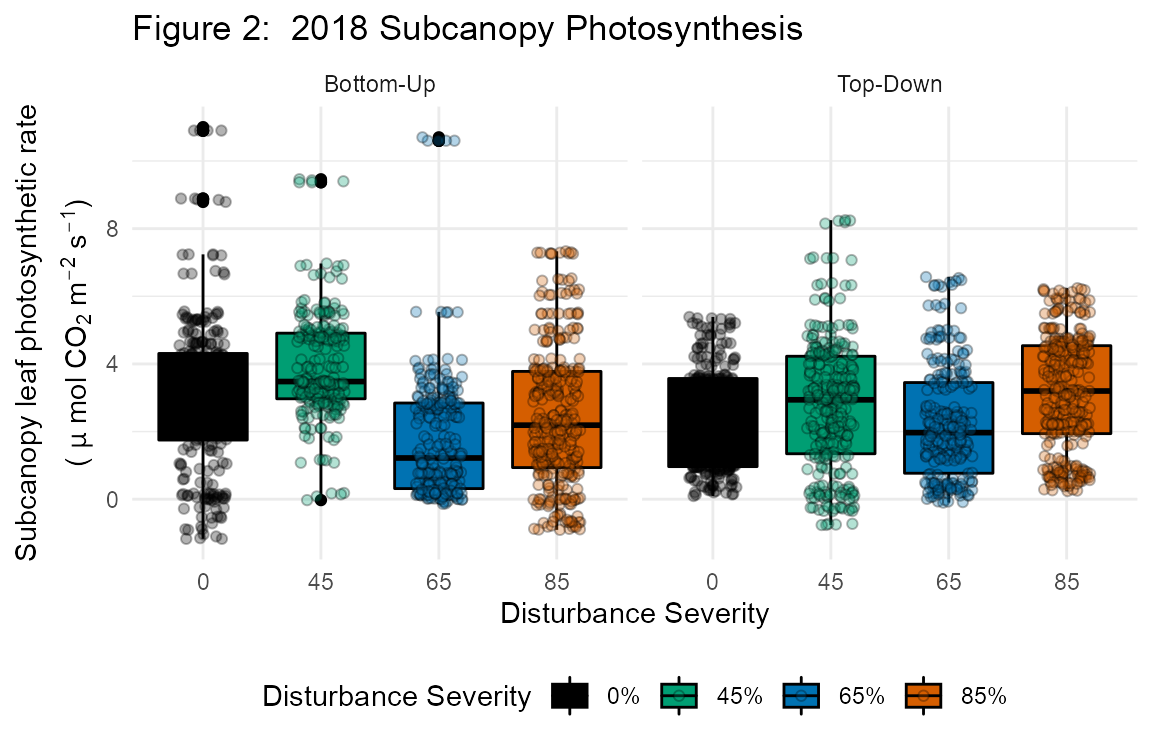 Figure 2:  2018 Subcanopy Photosynthesis
Bottom-Up
Top-Down
Subcanopy leaf photosynthetic rate
( μ mol CO₂ m⁻² s⁻¹)
8
4
0
0 45 65 85
0 45 65 85
Disturbance Severity
Disturbance Severity 0% 45% 65% 85%